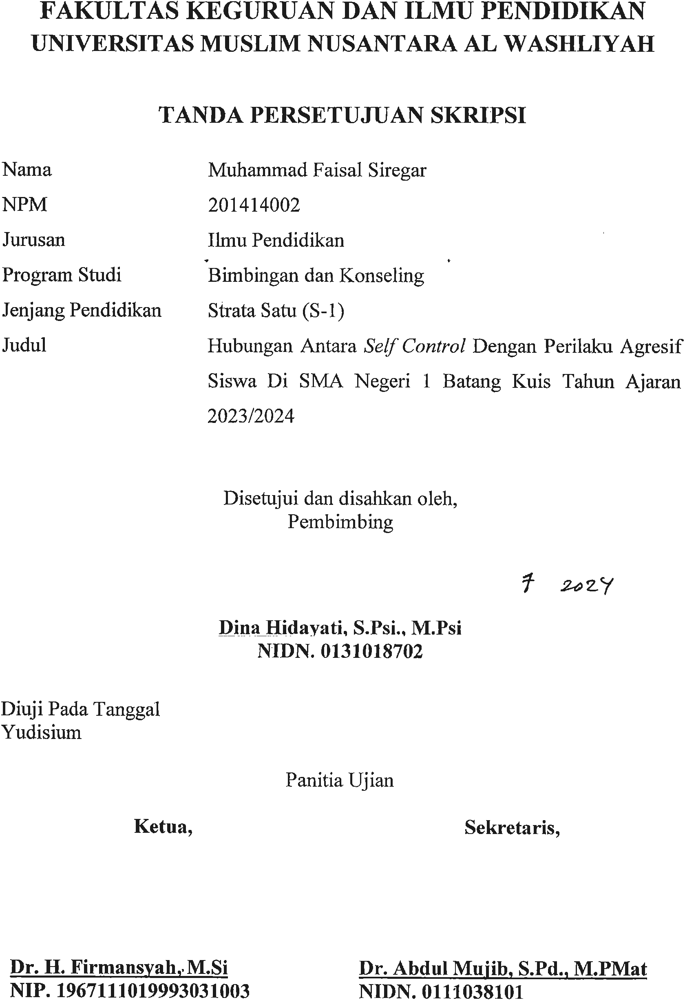 FAKULTAS KEGURUAN DAN ILMU PENDIDIKAN
UNIVERSITAS MUSLIM NUSANTARA AL WASHLIYAH
TANDA PERSETUJUAN SKRIPSI
Nama Muhammad Faisal Siregar
NPM 201414002
Jurusan Ilmu Pendidikan
Program Studi Bimbingan dan Konseling
Jenjang Pendidikan Strata Satu (S-1)
Judul Hubungan Antara Self Control Dengan Perilaku Agresif
Siswa Di SMA Negeri 1 Batang Kuis Tahun Ajaran
2023/2024
Disetujui dan disahkan oleh,
Pembimbing
7 2024
Dina Hidayati, S.Psi., M.Psi
NIDN. 0131018702
Diuji Pada Tanggal
Yudisium
Panitia Ujian
Ketua, Sekretaris,
Dr. H. Firmansyah, M.Si Dr. Abdul Mujib, S.Pd., M.PMat
NIP. 1967111019993031003 NIDN. 0111038101